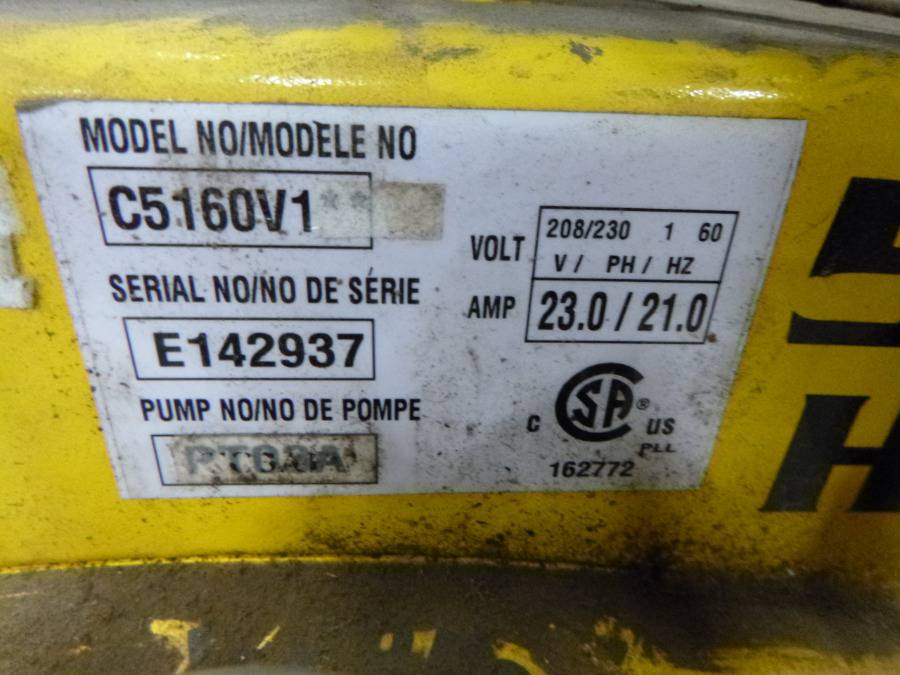 MODEL NO/MODELE NO
C5160V1**
SERIAL NO/NO DE SÉRIE
E142937
PUMP NO/NO DE POMPE
VOLT
208/230 1 60
V / PH / HZ
AMP
23.0 / 21.0
C SA ® US
PLL
162772
H